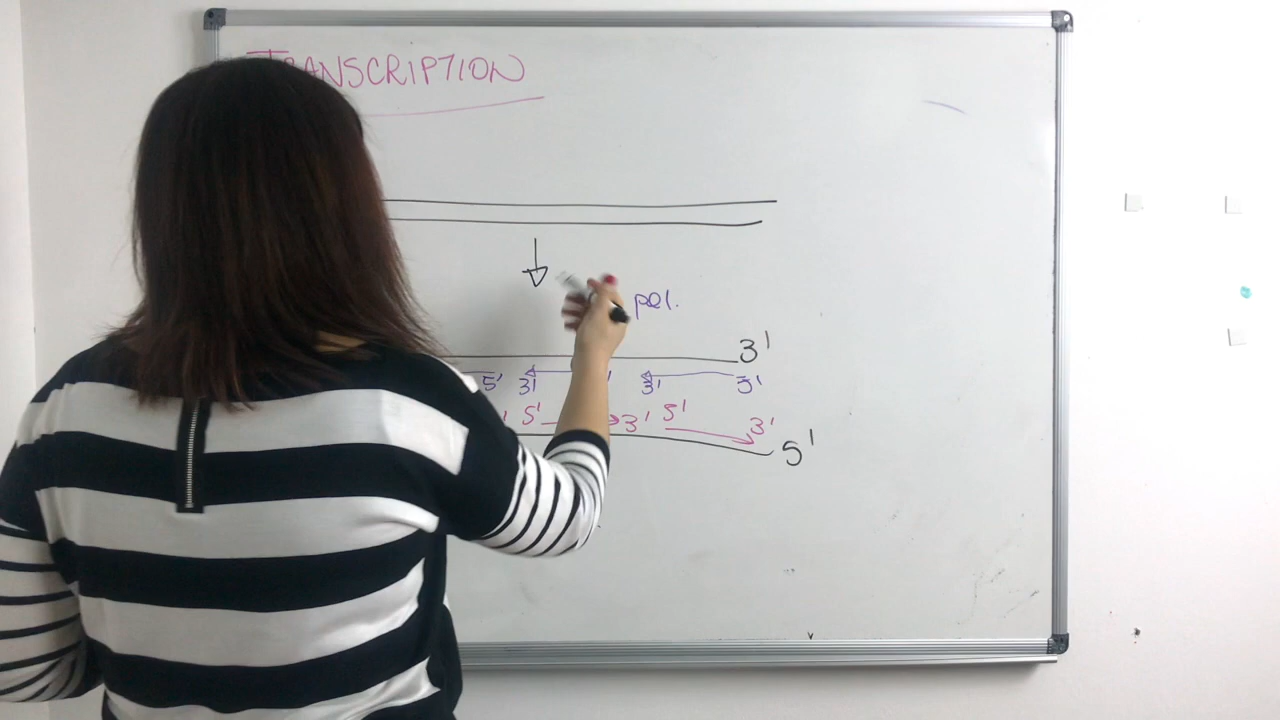 TRANSCRIPTION
pol.
3'
5' 3' ' 3' 5'
' 5' 3' 5' 3'
5'